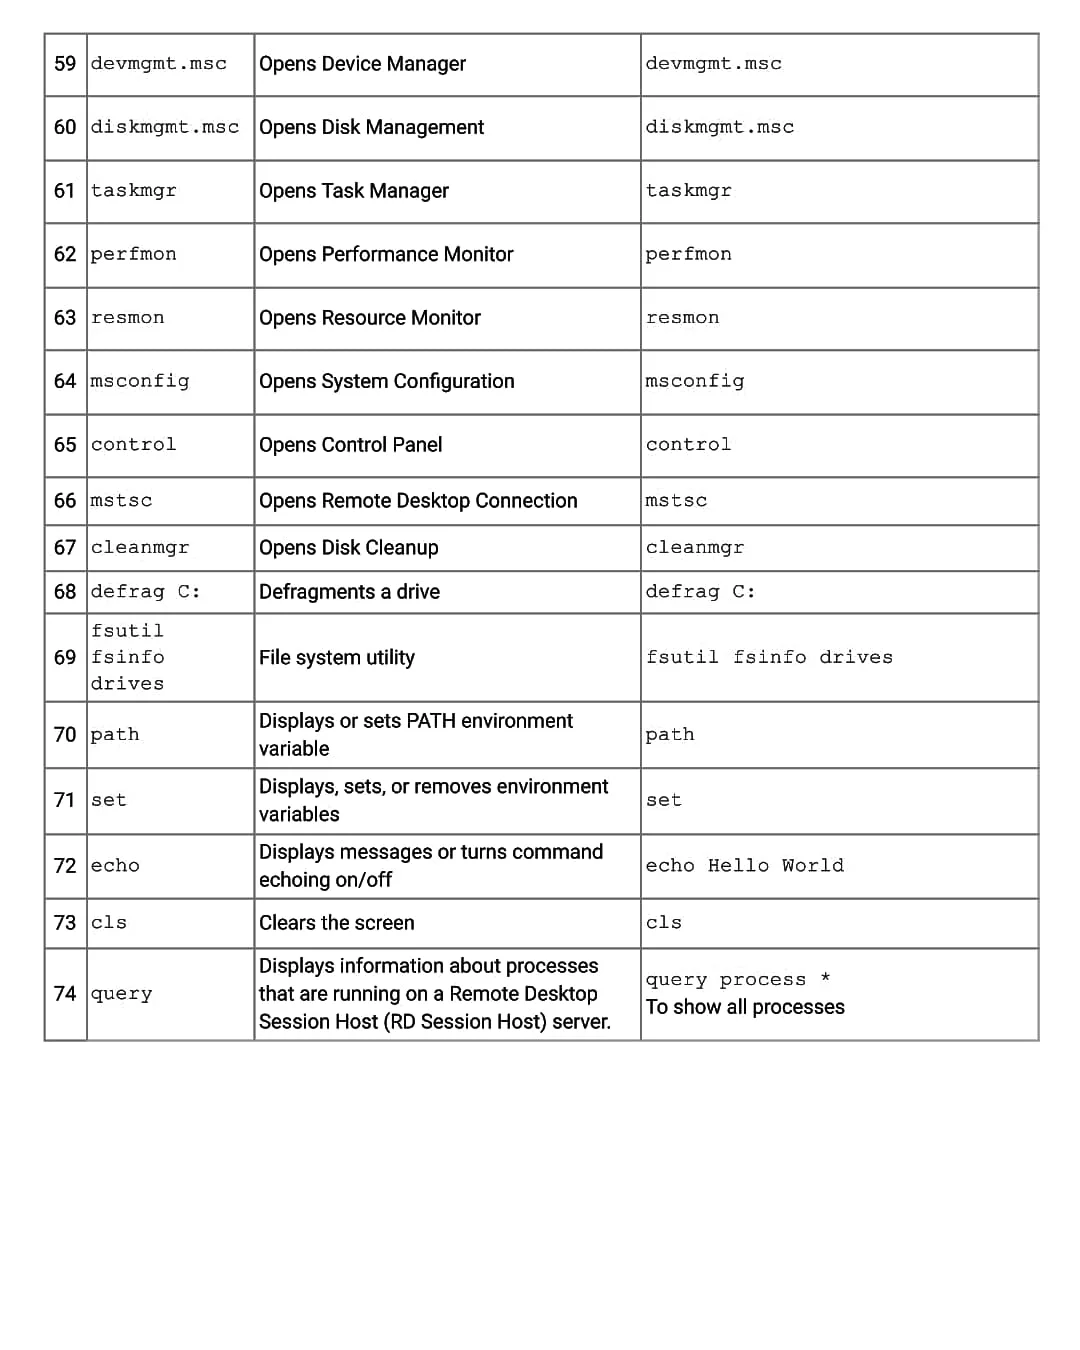 59 devmgmt.msc Opens Device Manager devmgmt.msc
60 diskmgmt.msc Opens Disk Management diskmgmt.msc
61 taskmgr Opens Task Manager taskmgr
62 perfmon Opens Performance Monitor perfmon
63 resmon Opens Resource Monitor resmon
64 msconfig Opens System Configuration msconfig
65 control Opens Control Panel control
66 mstsc Opens Remote Desktop Connection mstsc
67 cleanmgr Opens Disk Cleanup cleanmgr
68 defrag C: Defragments a drive defrag C:
fsutil
69 fsinfo File system utility fsutil fsinfo drives
drives
Displays or sets PATH environment
70 path variable path
Displays, sets, or removes environment
71 set variables set
Displays messages or turns command
72 echo echoing on/off echo Hello World
73 cls Clears the screen cls
Displays information about processes
query process *
74 query that are running on a Remote Desktop
To show all processes
Session Host (RD Session Host) server.